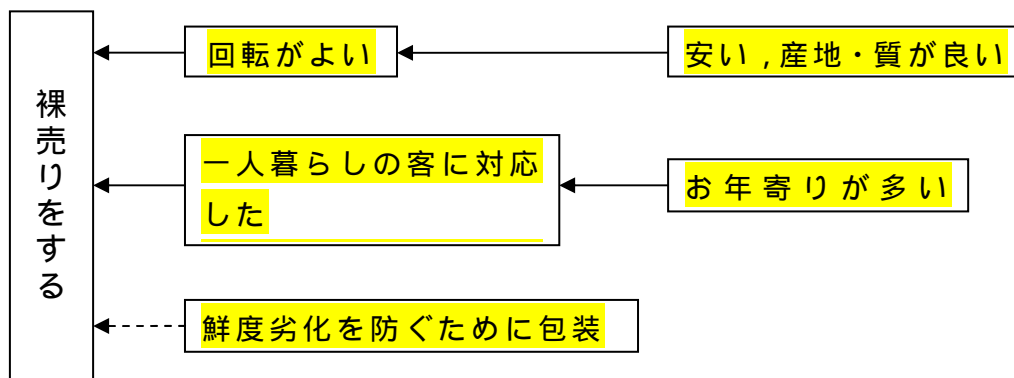 裸売りをする
回転がよい
安い,産地・質が良い
一人暮らしの客に対応
した
お年寄りが多い
鮮度劣化を防ぐために包装